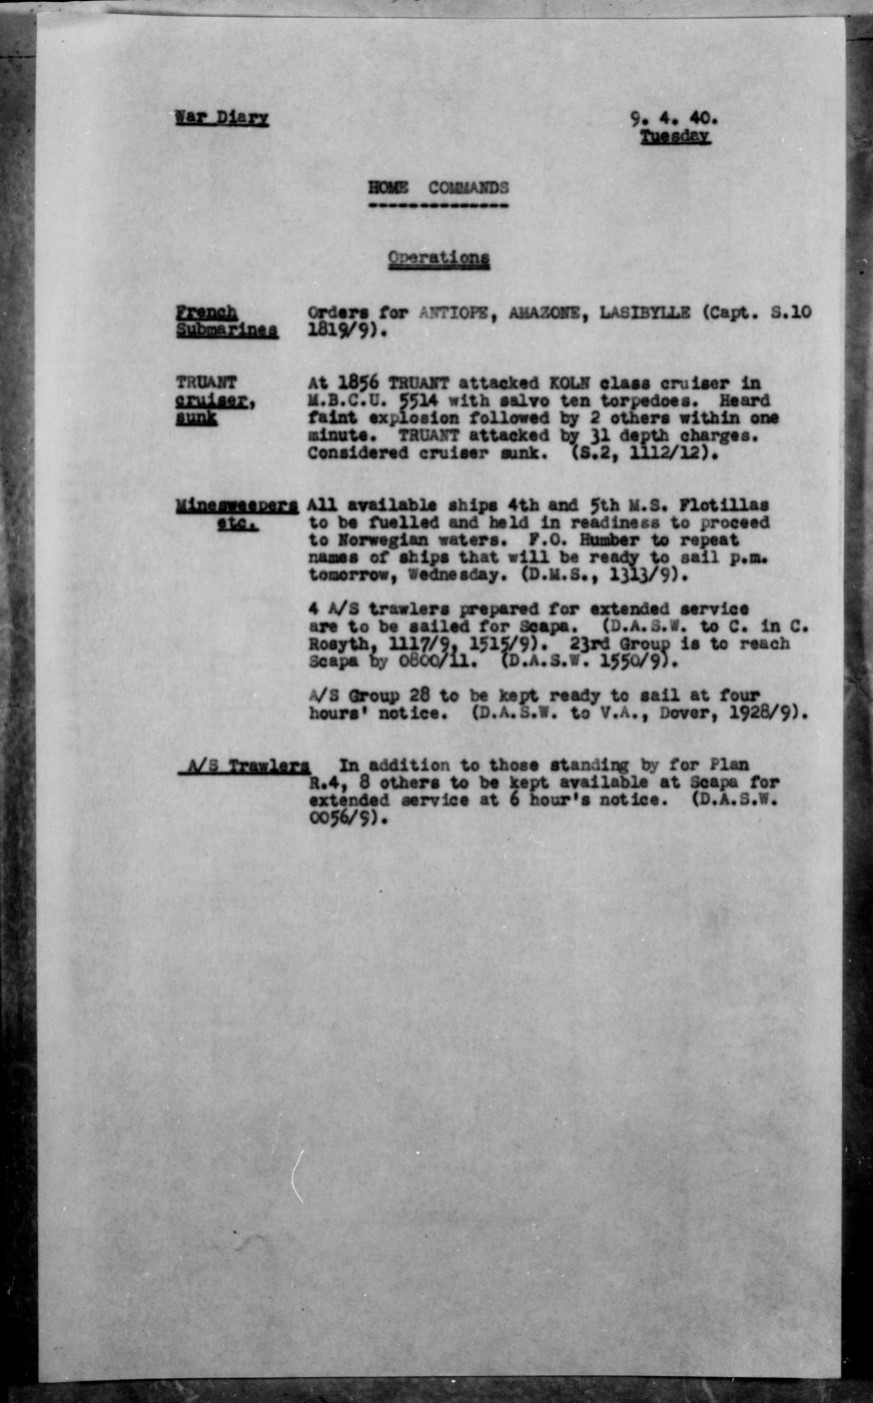 War Diary 9. 4. 40.
Tuesday
HOME COMMANDS
Operations
French Orders for ANTIOPE, AMAZONE, LASIBYLLE (Capt. S.10
Submarines 1819/9).
TRUANT At 1856 TRUANT attacked KOLN class cruiser in
cruiser, M.B.C.U. 5514 with salvo ten torpedoes. Heard
sunk faint explosion followed by 2 others within one
minute. TRUANT attacked by 31 depth charges.
Considered cruiser sunk. (S.2, 1112/12).
Minesweepers All available ships 4th and 5th M.S. Flotillas
etc. to be fuelled and held in readiness to proceed
to Norwegian waters. F.O. Humber to repeat
names of ships that will be ready to sail p.m.
tomorrow, Wednesday. (D.M.S., 1313/9).
4 A/S trawlers prepared for extended service
are to be sailed for Scapa. (D.A.S.W. to C. in C.
Rosyth, 1117/9, 1515/9). 23rd Group is to reach
Scapa by 0800/11. (D.A.S.W. 1550/9).
A/S Group 28 to be kept ready to sail at four
hours' notice. (D.A.S.W. to V.A., Dover, 1928/9).
A/S Trawlers In addition to those standing by for Plan
R.4, 8 others to be kept available at Scapa for
extended service at 6 hour's notice. (D.A.S.W.
0056/9).